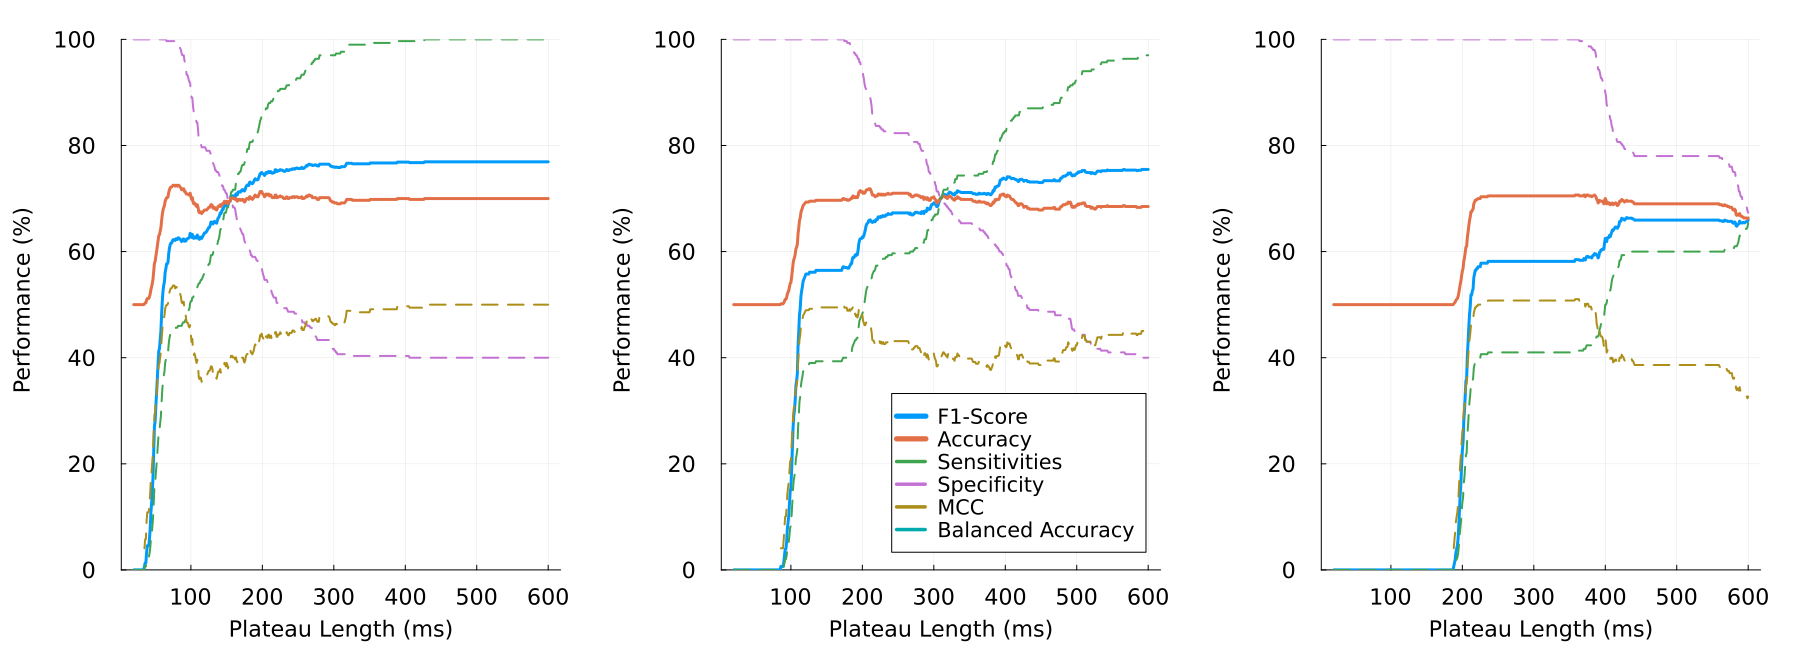 Performance (%)
100
80
60
40
20
0
100 200 300 400 500 600
Plateau Length (ms)
Performance (%)
100
80
60
40
20
0
F1-Score
Accuracy
Sensitivities
Specificity
MCC
Balanced Accuracy
100 200 300 400 500 600
Plateau Length (ms)
Performance (%)
100
80
60
40
20
0
100 200 300 400 500 600
Plateau Length (ms)